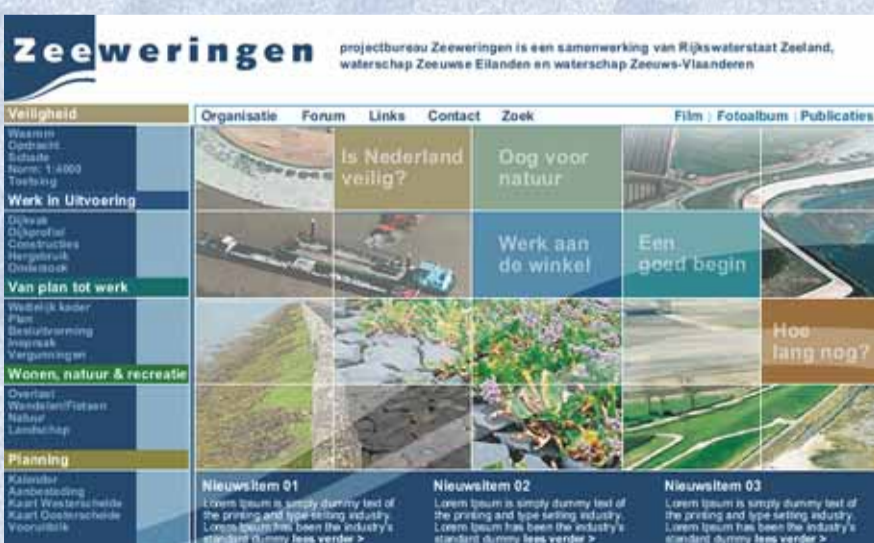 Zeeweringen
projectbureau Zeeweringen is een samenwerking van Rijkswaterstaat Zeeland,
waterschap Zeeuwse Eilanden en waterschap Zeeuws-Vlaanderen
Organisatie Forum Links Contact Zoek Film | Fotoalbum | Publicaties
Veiligheid
Waarom
Opdracht
Schade
Norm: 1:4000
Toetsing
Werk in Uitvoering
Dijkvak
Dijkprofiel
Constructies
Hergebruik
Onderzoek
Van plan tot werk
Wettelijk kader
Plan
Besluitvorming
Inspraak
Vergunningen
Wonen, natuur & recreatie
Overlast
Wandelen/Fietsen
Natuur
Landschap
Planning
Kalender
Aanbesteding
Kaart Westerschelde
Kaart Oosterschelde
Vooruitblik
Is Nederland
veilig?
Oog voor
natuur
Werk aan
de winkel
Een
goed begin
Hoe
lang nog?
Nieuwsitem 01
Lorem Ipsum is simply dummy text of
the printing and type setting industry.
Lorem Ipsum has been the industry's
standard dummy lees verder >
Nieuwsitem 02
Lorem Ipsum is simply dummy text of
the printing and type setting industry.
Lorem Ipsum has been the industry's
standard dummy lees verder >
Nieuwsitem 03
Lorem Ipsum is simply dummy text of
the printing and type setting industry.
Lorem Ipsum has been the industry's
standard dummy lees verder >